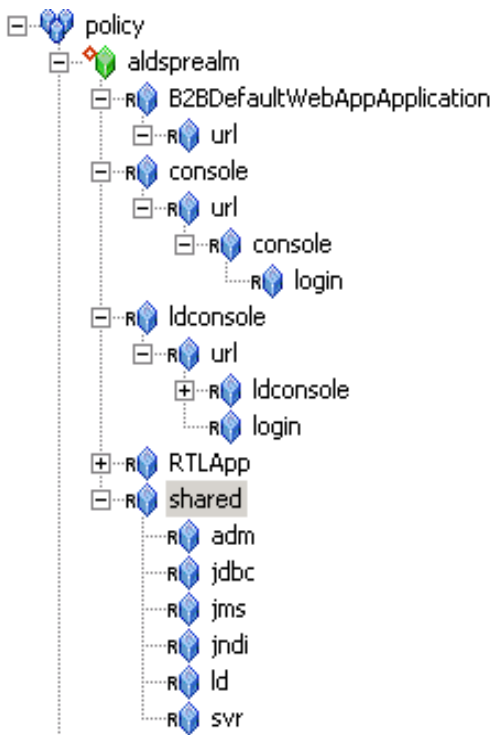 policy
aldsprealm
R B2BDefaultWebAppApplication
R url
R console
R url
R console
R login
R ldconsole
R url
R ldconsole
R login
R RTLApp
R shared
R adm
R jdbc
R jms
R jndi
R ld
R svr